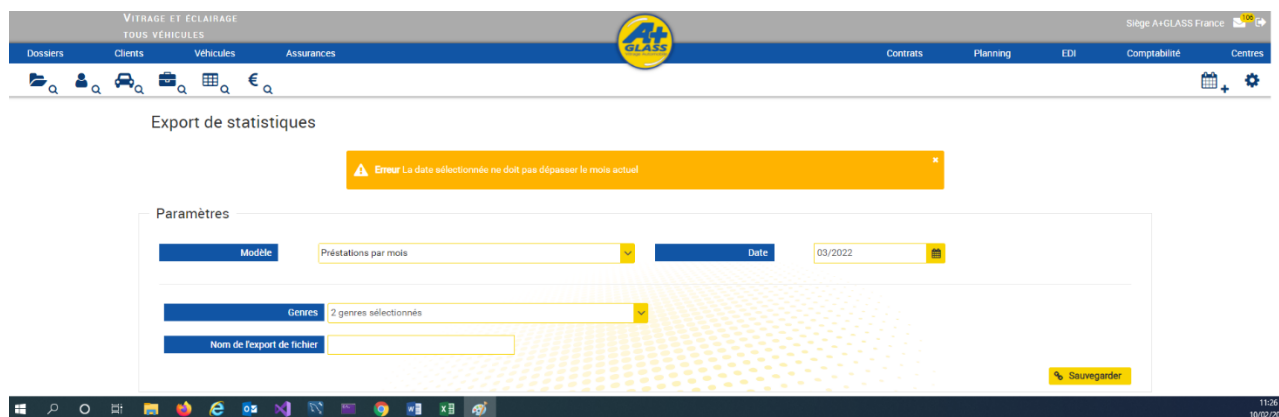 VITRAGE ET ÉCLAIRAGE
TOUS VÉHICULES
A+
GLASS
Siège A+GLASS France 106
Dossiers Clients Véhicules Assurances Contrats Planning EDI Comptabilité Centres
Export de statistiques
Erreur La date sélectionnée ne doit pas dépasser le mois actuel
Paramètres
Modèle Préstations par mois Date 03/2022
Genres 2 genres sélectionnés
Nom de l'export de fichier
Sauvegarder
11:26
10/02/20